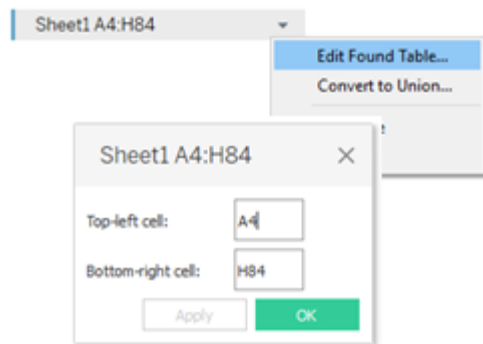 Sheet1 A4:H84
Edit Found Table...
Convert to Union...
Sheet1 A4:H84
Top-left cell:
A4
Bottom-right cell:
H84
Apply
OK